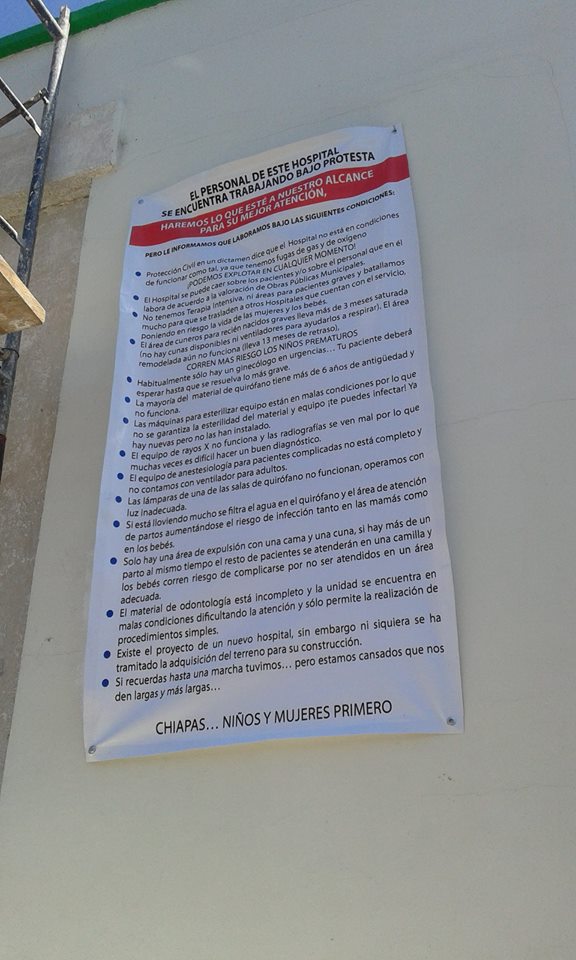 EL PERSONAL DE ESTE HOSPITAL
SE ENCUENTRA TRABAJANDO BAJO PROTESTA
HAREMOS LO QUE ESTÉ A NUESTRO ALCANCE
PARA SU MEJOR ATENCIÓN,
PERO LE INFORMAMOS QUE LABORAMOS BAJO LAS SIGUIENTES CONDICIONES:
● Protección Civil en un dictamen dice que el Hospital no está en condiciones
de funcionar como tal, ya que tenemos fugas de gas y de oxígeno
¡PODEMOS EXPLOTAR EN CUALQUIER MOMENTO!
● El Hospital se puede caer sobre los pacientes y/o sobre el personal que en él
labora de acuerdo a la valoración de Obras Públicas Municipales.
● No tenemos Terapia Intensiva, ni áreas para pacientes graves y batallamos
mucho para que se trasladen a otros Hospitales que cuentan con el servicio,
poniendo en riesgo la vida de las mujeres y los bebés.
● El área de cuneros para recién nacidos graves lleva más de 3 meses saturada
(no hay cunas disponibles ni ventiladores para ayudarlos a respirar). El área
remodelada aún no funciona (lleva 13 meses de retraso),
CORREN MAS RIESGO LOS NIÑOS PREMATUROS
● Habitualmente sólo hay un ginecólogo en urgencias... Tu paciente deberá
esperar hasta que se resuelva lo más grave.
● La mayoría del material de quirófano tiene más de 6 años de antigüedad y
no funciona.
● Las máquinas para esterilizar equipo están en malas condiciones por lo que
no se garantiza la esterilidad del material y equipo ¡te puedes infectar! Ya
hay nuevas pero no las han instalado.
● El equipo de rayos X no funciona y las radiografías se ven mal por lo que
muchas veces es difícil hacer un buen diagnóstico.
● El equipo de anestesiología para pacientes complicadas no está completo y
no contamos con ventilador para adultos.
● Las lámparas de una de las salas de quirófano no funcionan, operamos con
luz inadecuada.
● Si está lloviendo mucho se filtra el agua en el quirófano y el área de atención
de partos aumentándose el riesgo de infección tanto en las mamás como
en los bebés.
● Solo hay una área de expulsión con una cama y una cuna, si hay más de un
parto al mismo tiempo el resto de pacientes se atenderán en una camilla y
los bebés corren riesgo de complicarse por no ser atendidos en un área
adecuada.
● El material de odontología está incompleto y la unidad se encuentra en
malas condiciones dificultando la atención y sólo permite la realización de
procedimientos simples.
● Existe el proyecto de un nuevo hospital, sin embargo ni siquiera se ha
tramitado la adquisición del terreno para su construcción.
● Si recuerdas hasta una marcha tuvimos... pero estamos cansados que nos
den largas y más largas...
CHIAPAS... NIÑOS Y MUJERES PRIMERO